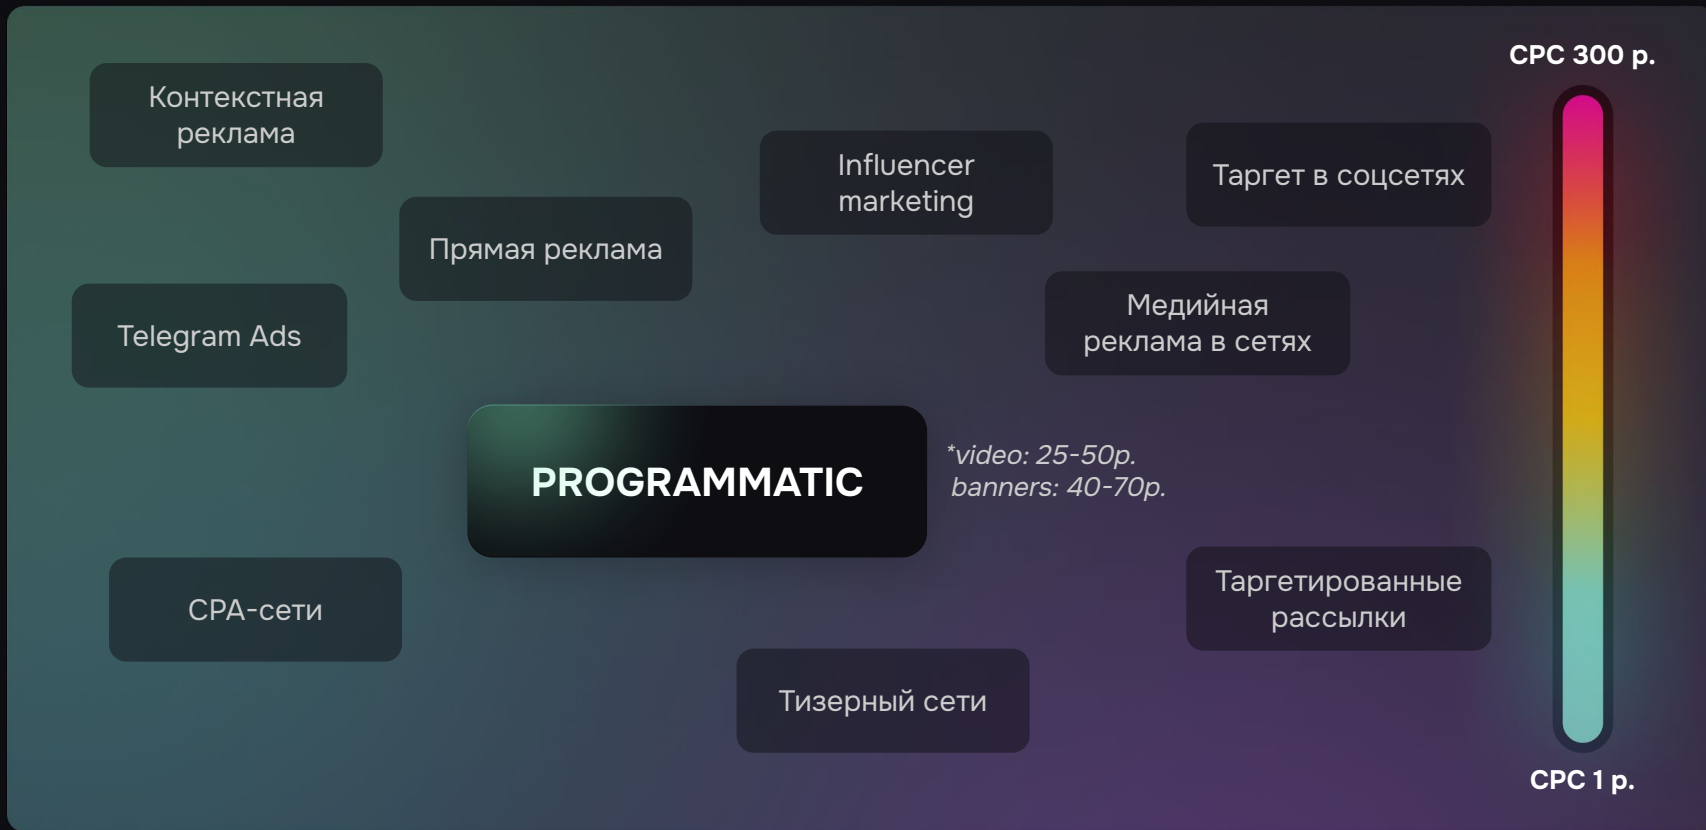 CPC 300 р.
Контекстная
реклама
Influencer
marketing
Таргет в соцсетях
Прямая реклама
Telegram Ads
Медийная
реклама в сетях
PROGRAMMATIC
*video: 25-50р.
banners: 40-70р.
CPA-сети
Таргетированные
рассылки
Тизерный сети
CPC 1 р.